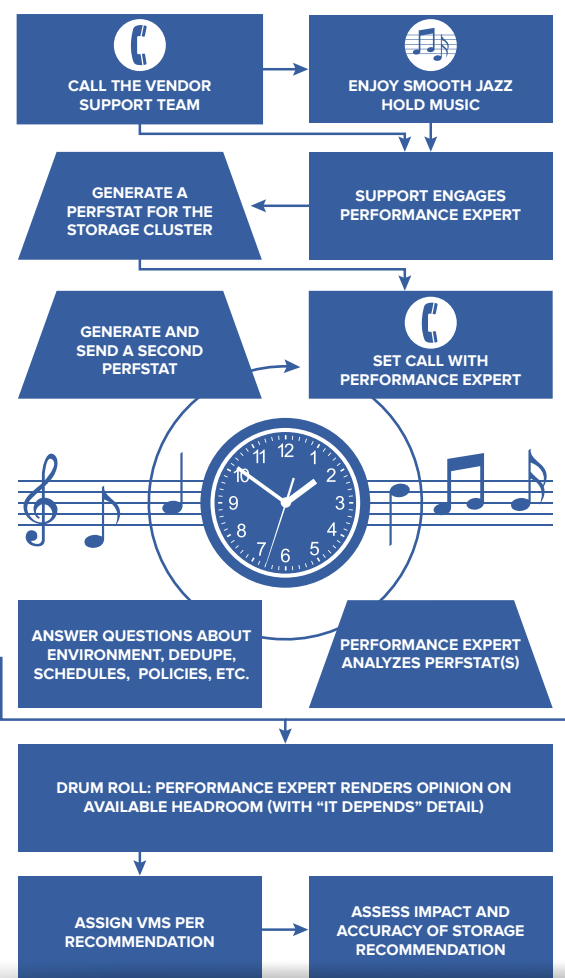 CALL THE VENDOR
SUPPORT TEAM
ENJOY SMOOTH JAZZ
HOLD MUSIC
GENERATE A
PERFSTAT FOR THE
STORAGE CLUSTER
SUPPORT ENGAGES
PERFORMANCE EXPERT
GENERATE AND
SEND A SECOND
PERFSTAT
SET CALL WITH
PERFORMANCE EXPERT
12
1
2
3
4
5
6
7
8
9
10
11
ANSWER QUESTIONS ABOUT
ENVIRONMENT, DEDUPE,
SCHEDULES, POLICIES, ETC.
PERFORMANCE EXPERT
ANALYZES PERFSTAT(S)
DRUM ROLL: PERFORMANCE EXPERT RENDERS OPINION ON
AVAILABLE HEADROOM (WITH “IT DEPENDS” DETAIL)
ASSIGN VMS PER
RECOMMENDATION
ASSESS IMPACT AND
ACCURACY OF STORAGE
RECOMMENDATION